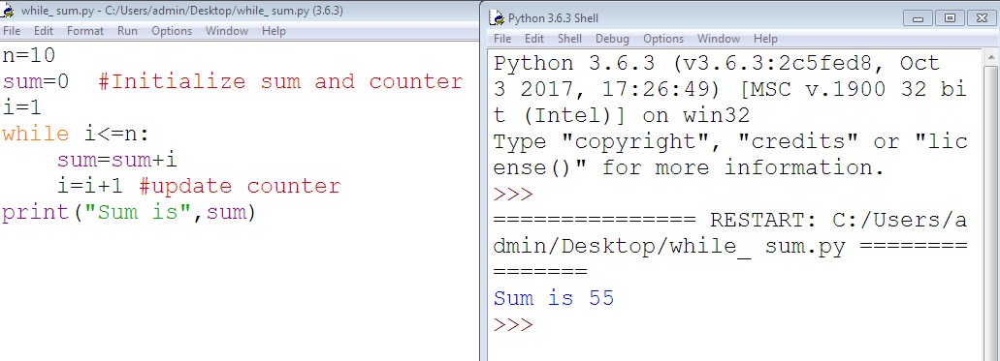 while_ sum.py - C:/Users/admin/Desktop/while_ sum.py (3.6.3)
File Edit Format Run Options Window Help
n=10
sum=0  #Initialize sum and counter
i=1
while i<=n:
    sum=sum+i
    i=i+1 #update counter
print("Sum is",sum)
Python 3.6.3 Shell
File Edit Shell Debug Options Window Help
Python 3.6.3 (v3.6.3:2c5fed8, Oct
3 2017, 17:26:49) [MSC v.1900 32 bi
t (Intel)] on win32
Type "copyright", "credits" or "lic
ense()" for more information.
>>>
=============== RESTART: C:/Users/a
dmin/Desktop/while_ sum.py ========
=======
Sum is 55
>>>